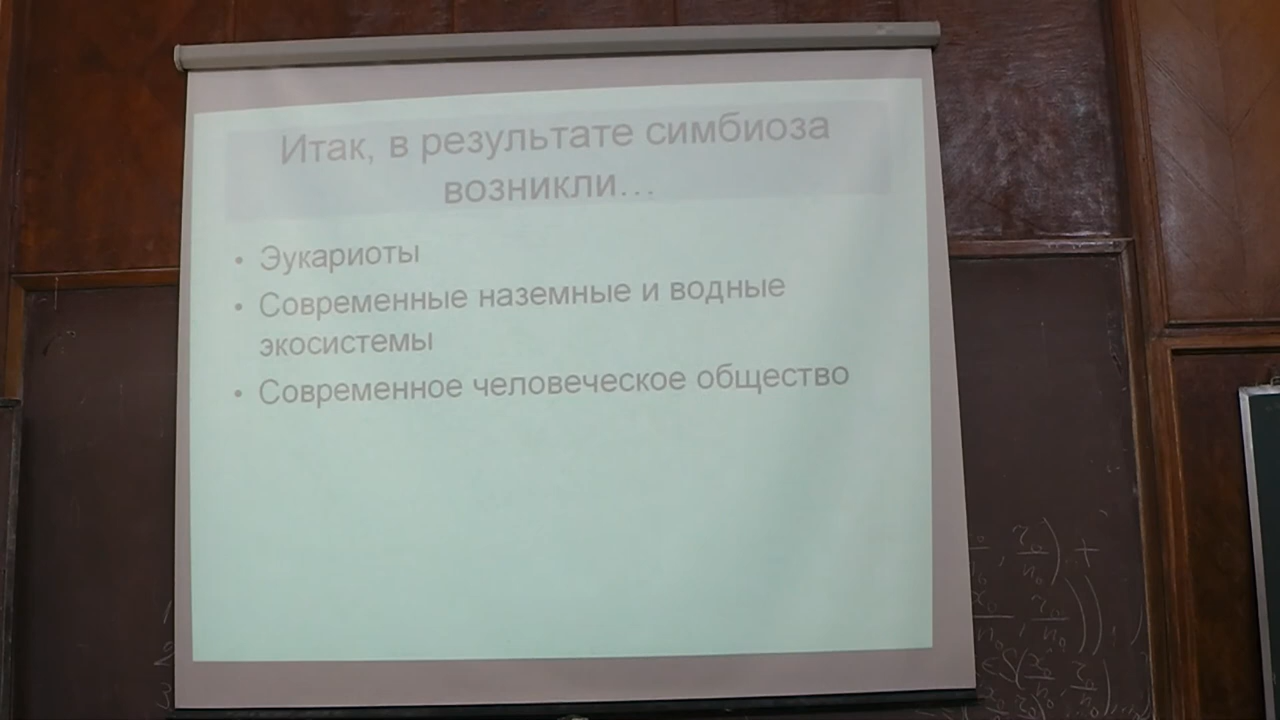 Итак, в результате симбиоза
возникли…
• Эукариоты
• Современные наземные и водные
экосистемы
• Современное человеческое общество